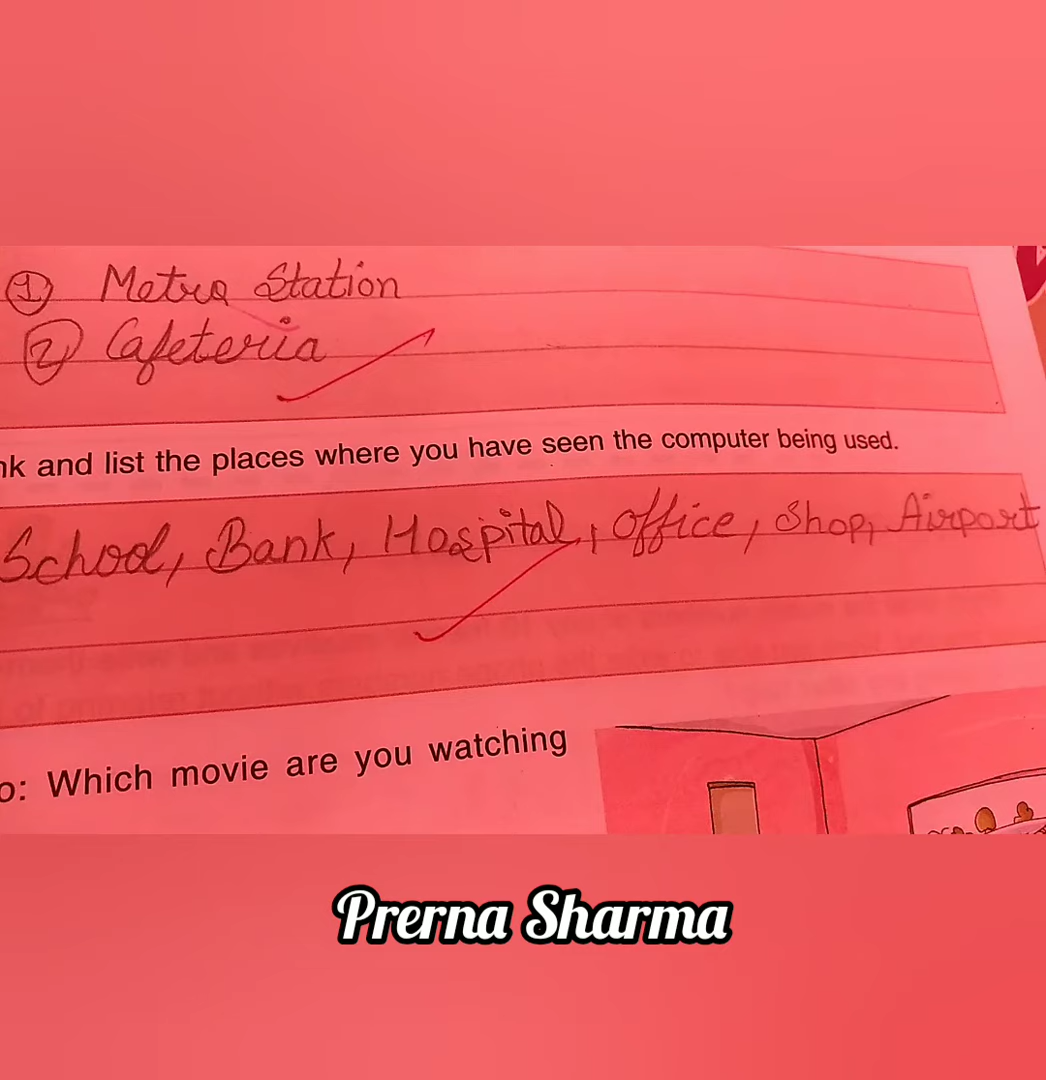 ① Metro Station
② Cafeteria
nk and list the places where you have seen the computer being used.
School, Bank, Hospital, Office, Shop, Airport
o: Which movie are you watching
Prerna Sharma